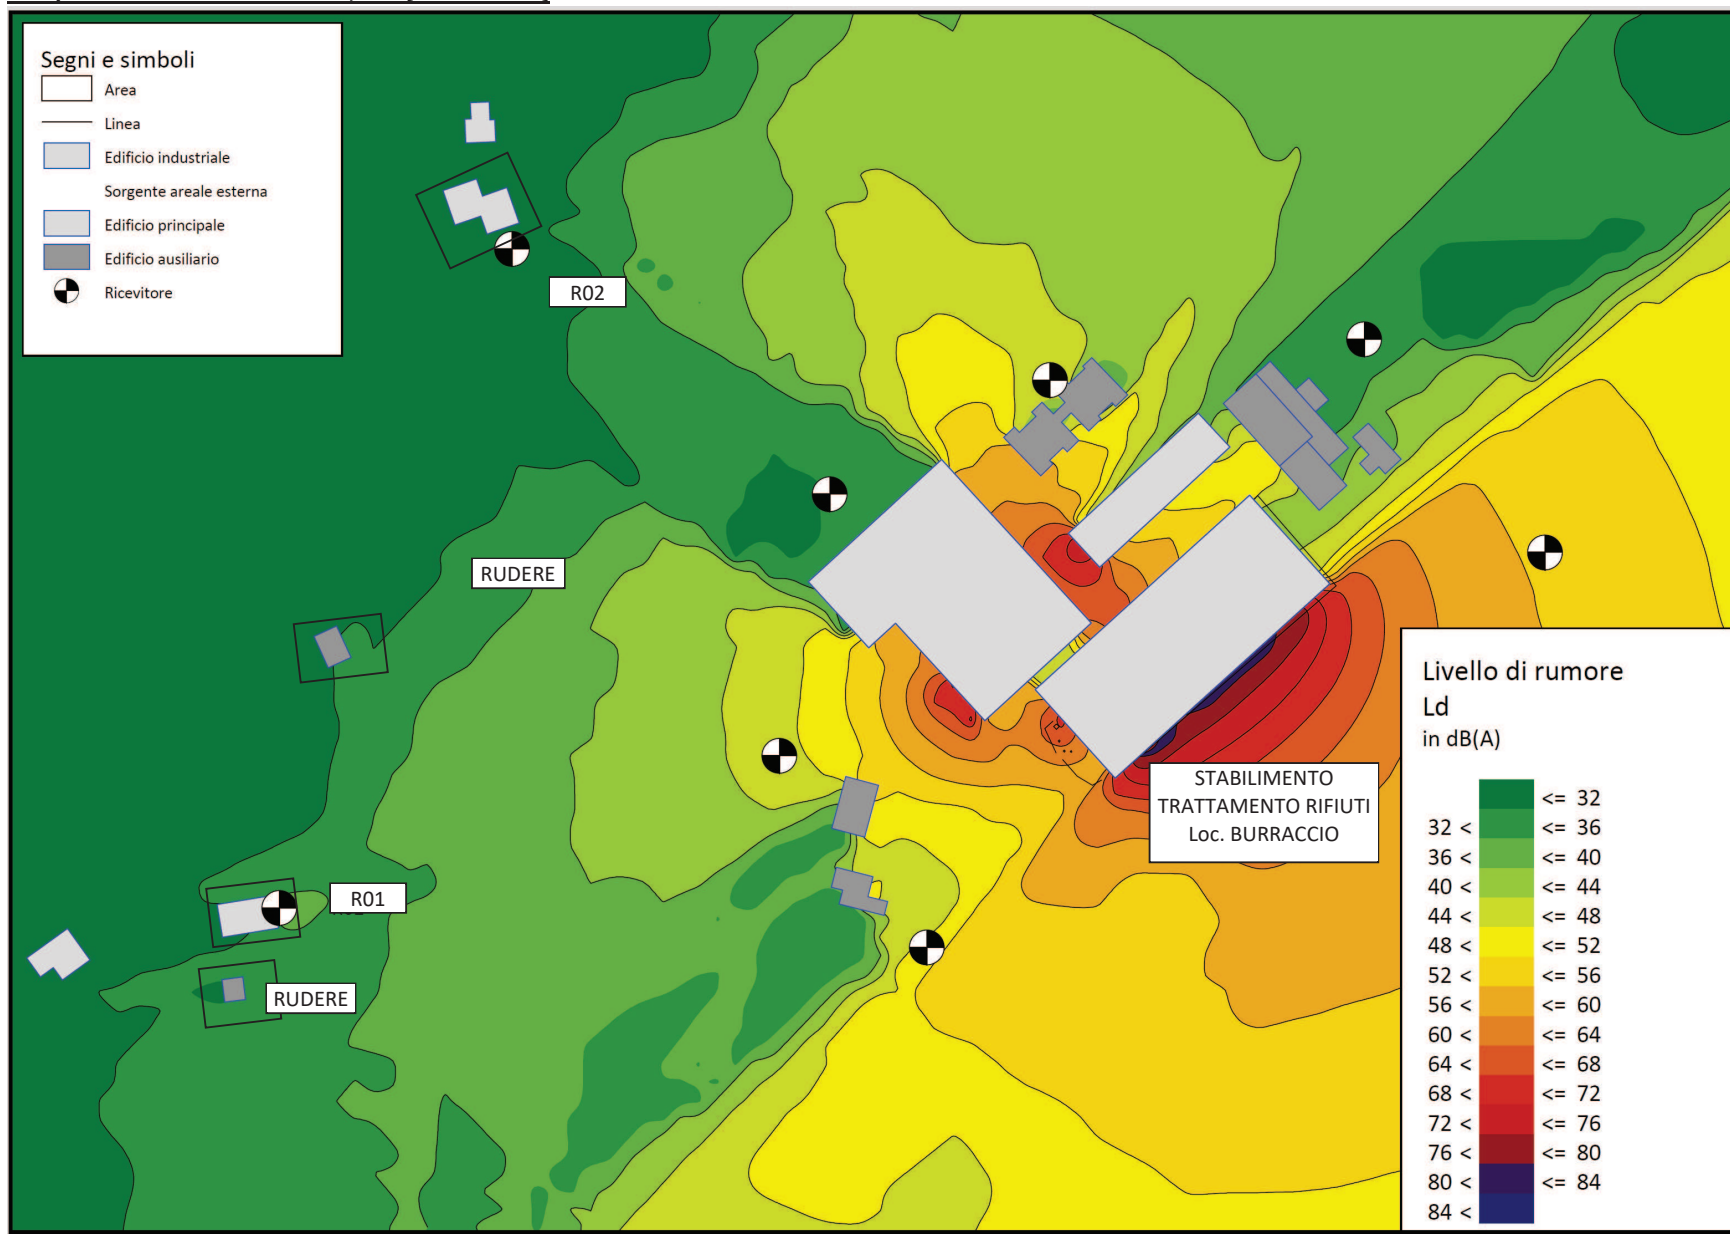 Segni e simboli
Area
Linea
Edificio industriale
Sorgente areale esterna
Edificio principale
Edificio ausiliario
Ricevitore
R02
RUDERE
R01
RUDERE
STABILIMENTO
TRATTAMENTO RIFIUTI
Loc. BURRACCIO
Livello di rumore
Ld
in dB(A)
<= 32
32 < <= 36
36 < <= 40
40 < <= 44
44 < <= 48
48 < <= 52
52 < <= 56
56 < <= 60
60 < <= 64
64 < <= 68
68 < <= 72
72 < <= 76
76 < <= 80
80 < <= 84
84 <